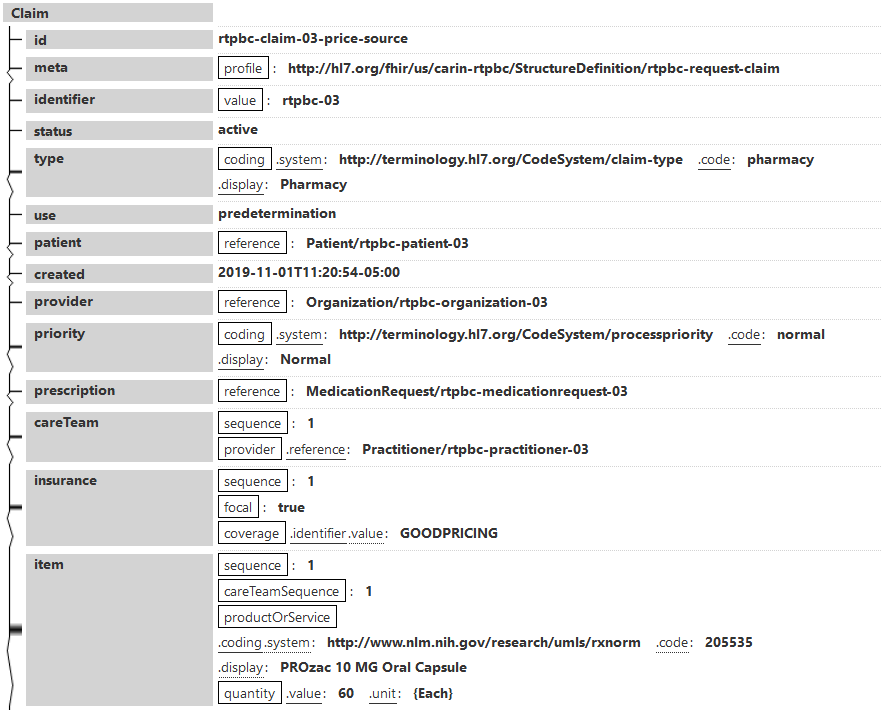 Claim
id rtpbc-claim-03-price-source
meta profile : http://hl7.org/fhir/us/carin-rtpbc/StructureDefinition/rtpbc-request-claim
identifier value : rtpbc-03
status active
type coding .system: http://terminology.hl7.org/CodeSystem/claim-type .code: pharmacy
.display: Pharmacy
use predetermination
patient reference : Patient/rtpbc-patient-03
created 2019-11-01T11:20:54-05:00
provider reference : Organization/rtpbc-organization-03
priority coding .system: http://terminology.hl7.org/CodeSystem/processpriority .code: normal
.display: Normal
prescription reference : MedicationRequest/rtpbc-medicationrequest-03
careTeam sequence : 1
provider .reference: Practitioner/rtpbc-practitioner-03
insurance sequence : 1
focal : true
coverage .identifier.value: GOODPRICING
item sequence : 1
careTeamSequence : 1
productOrService
.coding.system: http://www.nlm.nih.gov/research/umls/rxnorm .code: 205535
.display: PROzac 10 MG Oral Capsule
quantity .value: 60 .unit: {Each}